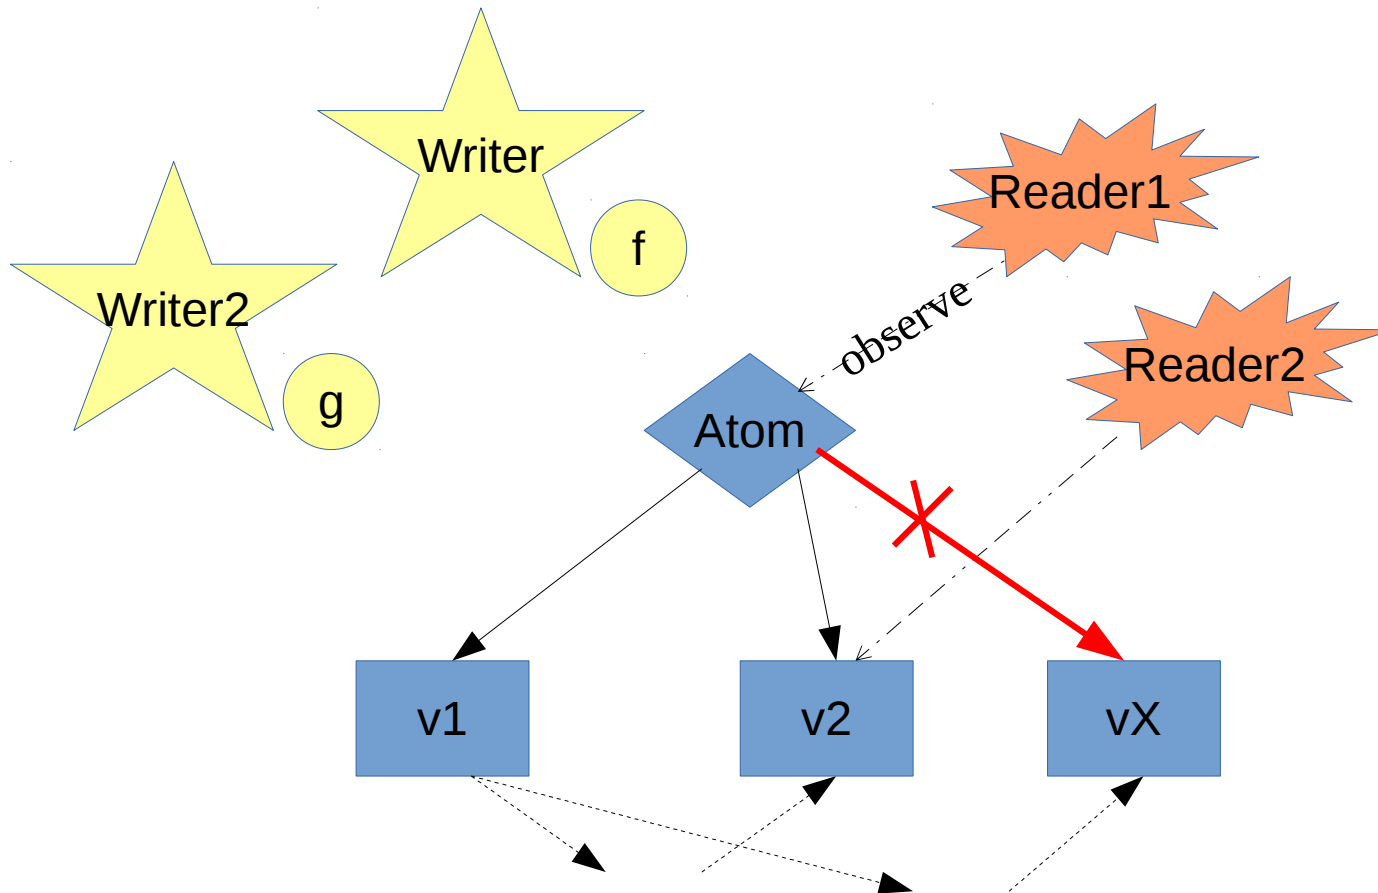 Writer
Reader1
f
Writer2
observe
Reader2
g
Atom
v1
v2
vX